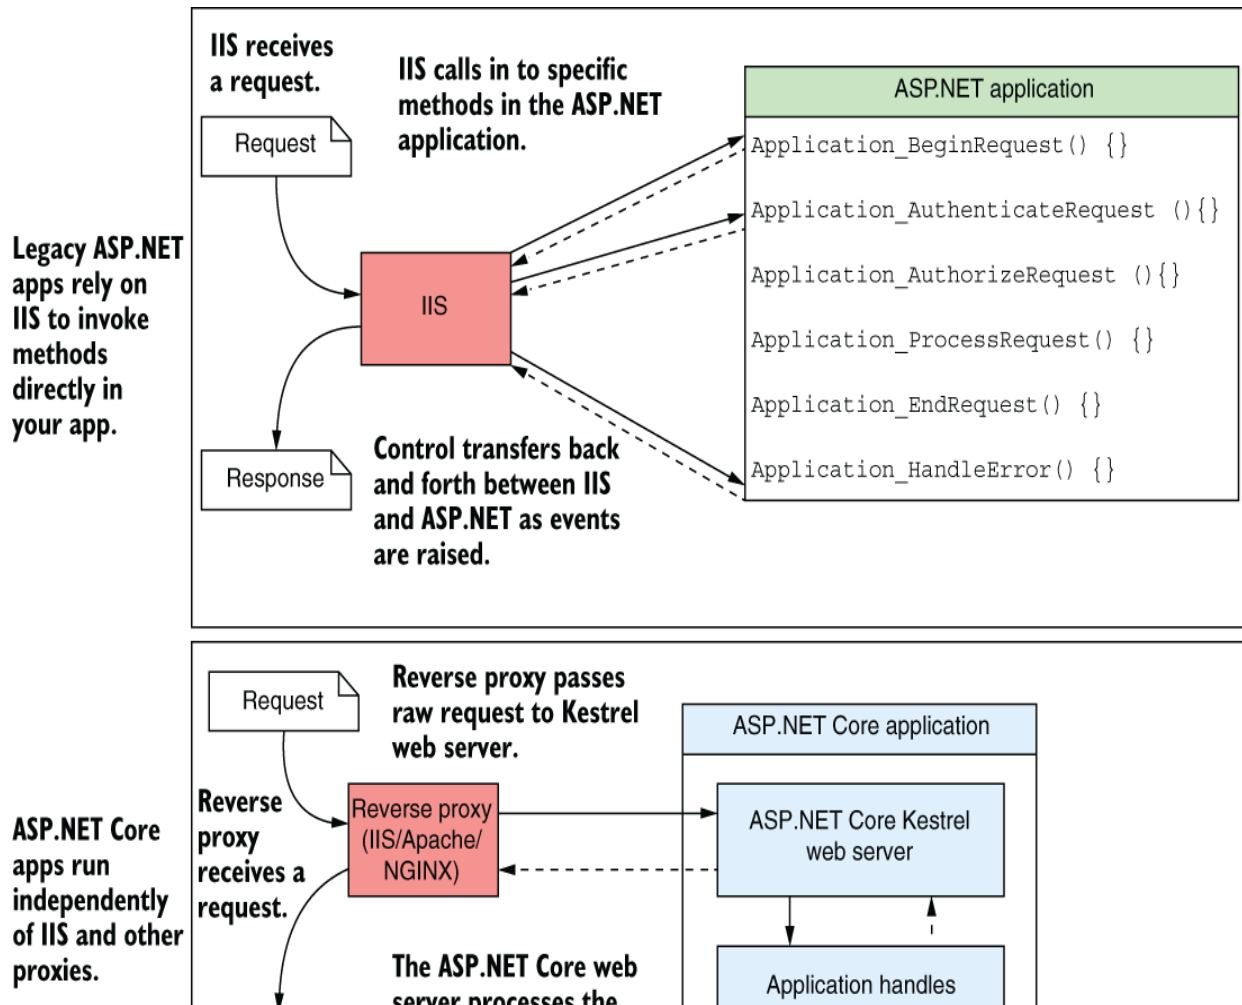 IIS receives
a request.
IIS calls in to specific
methods in the ASP.NET
application.
Request
ASP.NET application
Application_BeginRequest() {}
Application_AuthenticateRequest (){}
Application_AuthorizeRequest (){}
Application_ProcessRequest() {}
Application_EndRequest() {}
Application_HandleError() {}
Legacy ASP.NET
apps rely on
IIS to invoke
methods
directly in
your app.
IIS
Response
Control transfers back
and forth between IIS
and ASP.NET as events
are raised.
Request
Reverse proxy passes
raw request to Kestrel
web server.
ASP.NET Core application
Reverse
proxy
receives a
request.
Reverse proxy
(IIS/Apache/
NGINX)
ASP.NET Core Kestrel
web server
ASP.NET Core
apps run
independently
of IIS and other
proxies.
The ASP.NET Core web
server processes the
Application handles